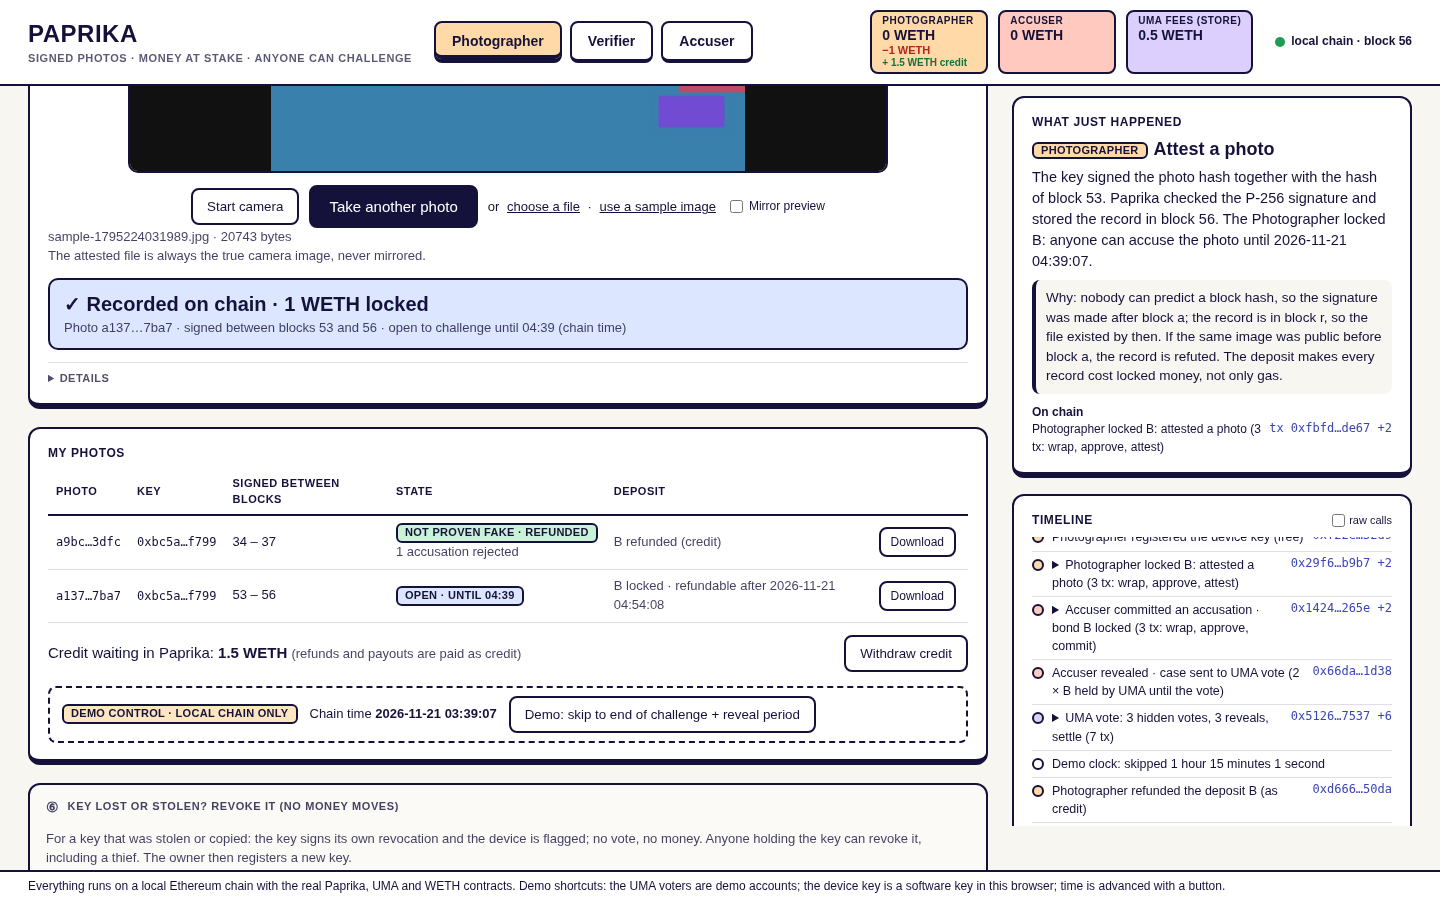 PAPRIKA
SIGNED PHOTOS · MONEY AT STAKE · ANYONE CAN CHALLENGE
Photographer
Verifier
Accuser
PHOTOGRAPHER
0 WETH
−1 WETH
+ 1.5 WETH credit
ACCUSER
0 WETH
UMA FEES (STORE)
0.5 WETH
local chain · block 56
Start camera
Take another photo
or choose a file · use a sample image
Mirror preview
sample-1795224031989.jpg · 20743 bytes
The attested file is always the true camera image, never mirrored.
✓ Recorded on chain · 1 WETH locked
Photo a137…7ba7 · signed between blocks 53 and 56 · open to challenge until 04:39 (chain time)
▸ DETAILS
MY PHOTOS
PHOTO KEY SIGNED BETWEEN BLOCKS STATE DEPOSIT
a9bc…3dfc 0xbc5a…f799 34 – 37 NOT PROVEN FAKE · REFUNDED B refunded (credit) Download
1 accusation rejected
a137…7ba7 0xbc5a…f799 53 – 56 OPEN · UNTIL 04:39 B locked · refundable after 2026-11-21 04:54:08 Download
Credit waiting in Paprika: 1.5 WETH (refunds and payouts are paid as credit)
Withdraw credit
DEMO CONTROL · LOCAL CHAIN ONLY
Chain time 2026-11-21 03:39:07
Demo: skip to end of challenge + reveal period
⑥ KEY LOST OR STOLEN? REVOKE IT (NO MONEY MOVES)
For a key that was stolen or copied: the key signs its own revocation and the device is flagged; no vote, no money. Anyone holding the key can revoke it,
including a thief. The owner then registers a new key.
WHAT JUST HAPPENED
PHOTOGRAPHER Attest a photo
The key signed the photo hash together with the hash
of block 53. Paprika checked the P-256 signature and
stored the record in block 56. The Photographer locked
B: anyone can accuse the photo until 2026-11-21
04:39:07.
Why: nobody can predict a block hash, so the signature
was made after block a; the record is in block r, so the
file existed by then. If the same image was public before
block a, the record is refuted. The deposit makes every
record cost locked money, not only gas.
On chain
Photographer locked B: attested a photo (3 tx 0xfbfd…de67 +2
tx: wrap, approve, attest)
TIMELINE
raw calls
Photographer registered the device key (free)
▸ Photographer locked B: attested a 0x29f6…b9b7 +2
photo (3 tx: wrap, approve, attest)
▸ Accuser committed an accusation · 0x1424…265e +2
bond B locked (3 tx: wrap, approve,
commit)
Accuser revealed · case sent to UMA vote (2 0x66da…1d38
× B held by UMA until the vote)
▸ UMA vote: 3 hidden votes, 3 reveals, 0x5126…7537 +6
settle (7 tx)
Demo clock: skipped 1 hour 15 minutes 1 second
Photographer refunded the deposit B (as 0xd666…50da
credit)
Everything runs on a local Ethereum chain with the real Paprika, UMA and WETH contracts. Demo shortcuts: the UMA voters are demo accounts; the device key is a software key in this browser; time is advanced with a button.